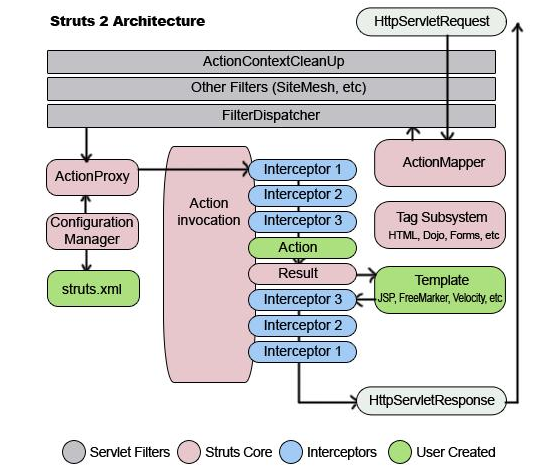 Struts 2 Architecture
HttpServletRequest
ActionContextCleanUp
Other Filters (SiteMesh, etc)
FilterDispatcher
ActionProxy
ActionMapper
Configuration
Manager
struts.xml
Action
invocation
Interceptor 1
Interceptor 2
Interceptor 3
Action
Result
Interceptor 3
Interceptor 2
Interceptor 1
Tag Subsystem
HTML, Dojo, Forms, etc
Template
JSP, FreeMarker, Velocity, etc
HttpServletResponse
Servlet Filters
Struts Core
Interceptors
User Created